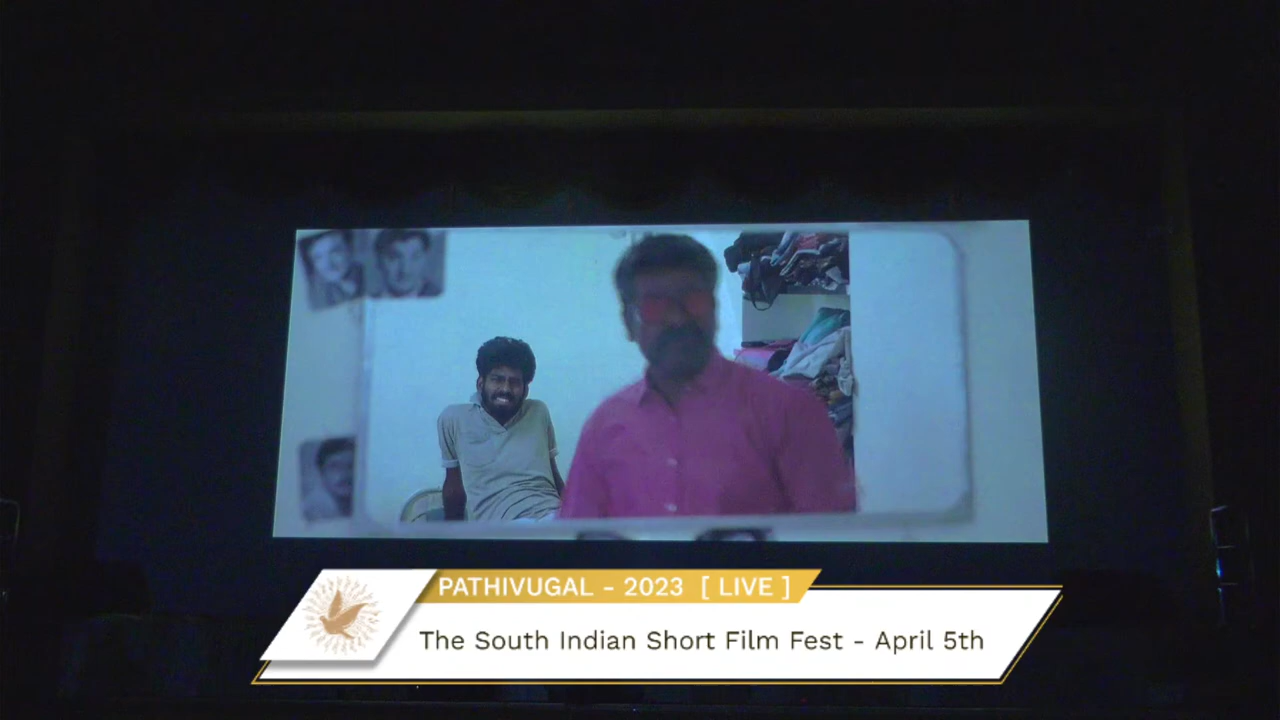 PATHIVUGAL - 2023 [ LIVE ]
The South Indian Short Film Fest - April 5th